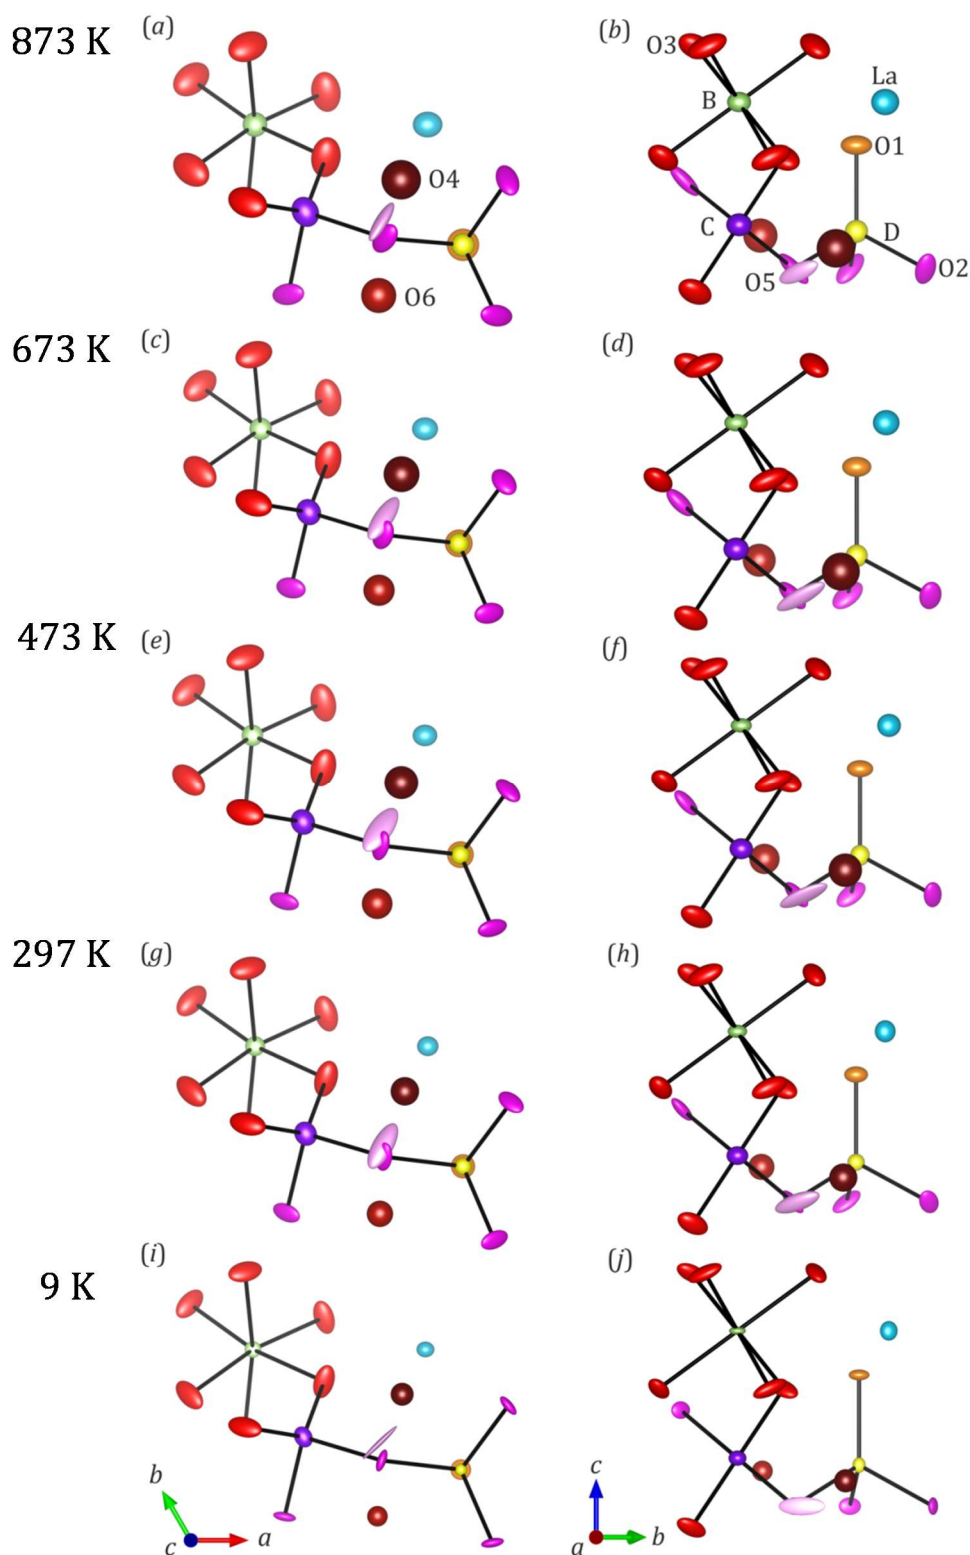 873 K
(a)
(b)
O3
La
B
O1
O4
C
D
O5
O2
O6
673 K
(c)
(d)
473 K
(e)
(f)
297 K
(g)
(h)
9 K
(i)
(j)
b
c
a
c
a
b